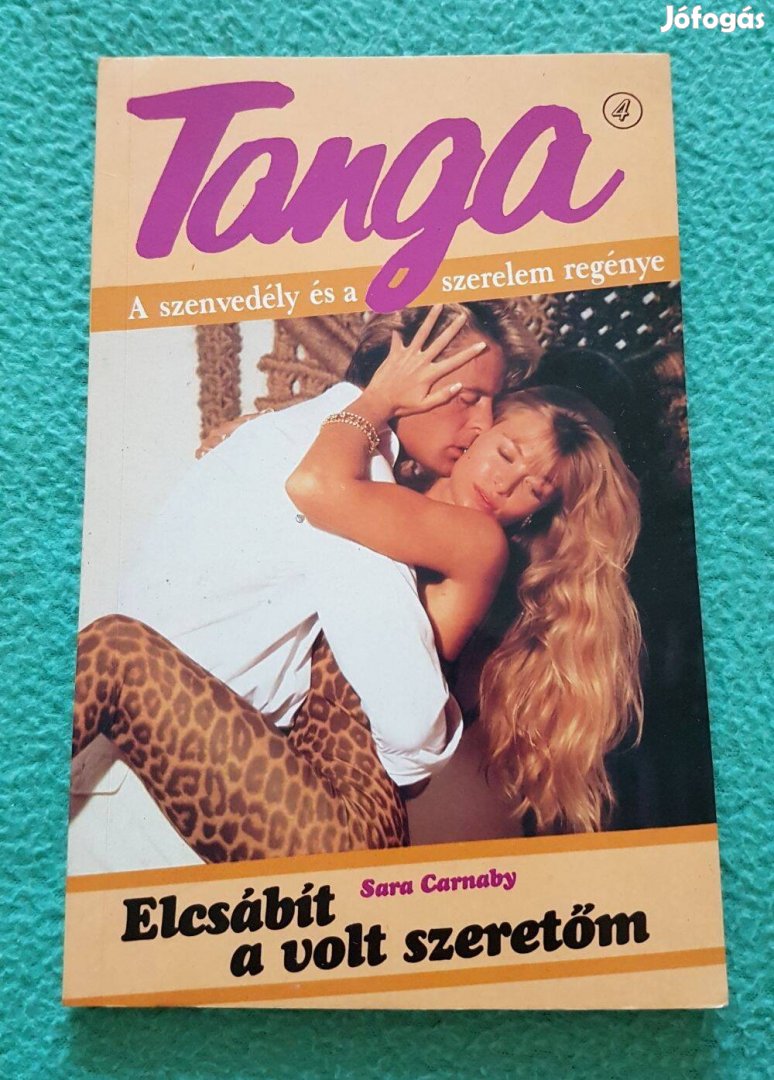 Jófogás
Tanga
4
A szenvedély és a szerelem regénye
Sara Carnaby
Elcsábít
a volt szeretőm